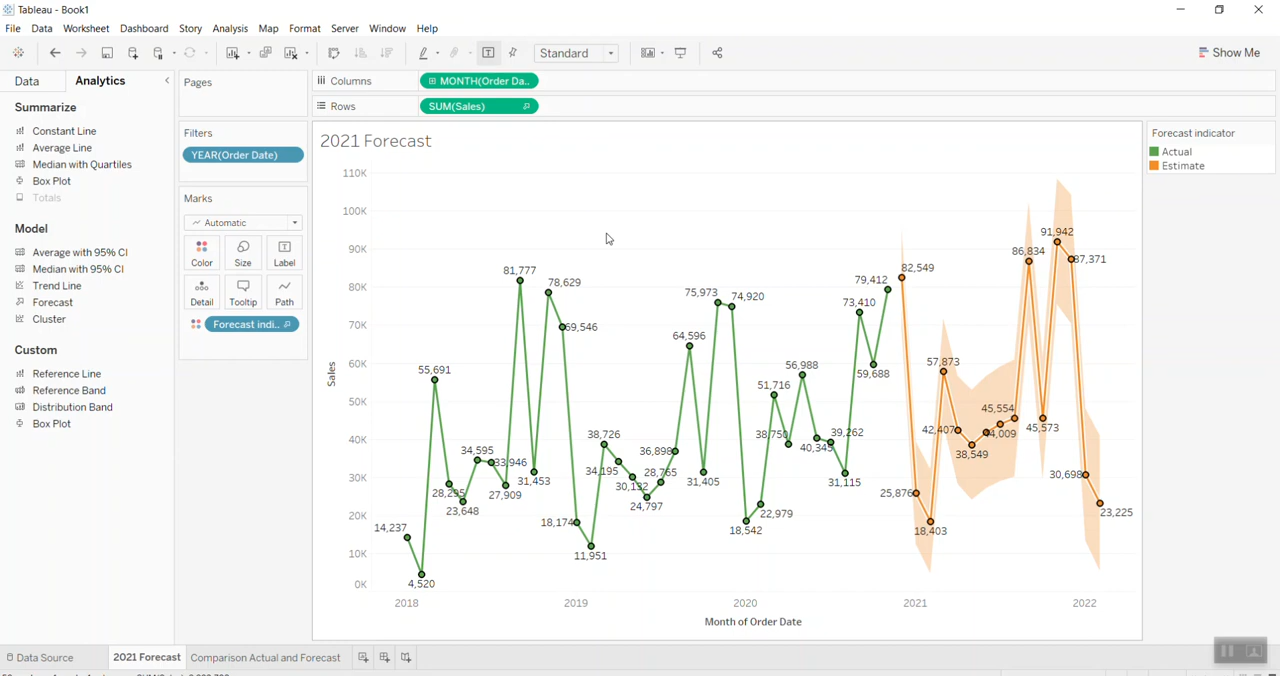 Tableau - Book1
File Data Worksheet Dashboard Story Analysis Map Format Server Window Help
Standard
Show Me
Data Analytics
Summarize
Constant Line
Average Line
Median with Quartiles
Box Plot
Totals
Model
Average with 95% CI
Median with 95% CI
Trend Line
Forecast
Cluster
Custom
Reference Line
Reference Band
Distribution Band
Box Plot
Pages
Filters
YEAR(Order Date)
Marks
Automatic
Color Size Label
Detail Tooltip Path
Forecast indi..
Columns MONTH(Order Da..
Rows SUM(Sales)
2021 Forecast
Sales
110K
100K
90K
80K
70K
60K
50K
40K
30K
20K
10K
0K
14,237
4,520
55,691
28,295
23,648
34,595
33,946
27,909
81,777
31,453
78,629
69,546
18,174
11,951
38,726
34,195
30,132
24,797
28,765
36,898
64,596
31,405
75,973
74,920
18,542
22,979
51,716
38,750
56,988
40,345
39,262
31,115
73,410
59,688
79,412
82,549
25,876
18,403
57,873
42,407
38,549
44,009
45,554
86,834
45,573
91,942
87,371
30,698
23,225
2018 2019 2020 2021 2022
Month of Order Date
Forecast indicator
Actual
Estimate
Data Source 2021 Forecast Comparison Actual and Forecast